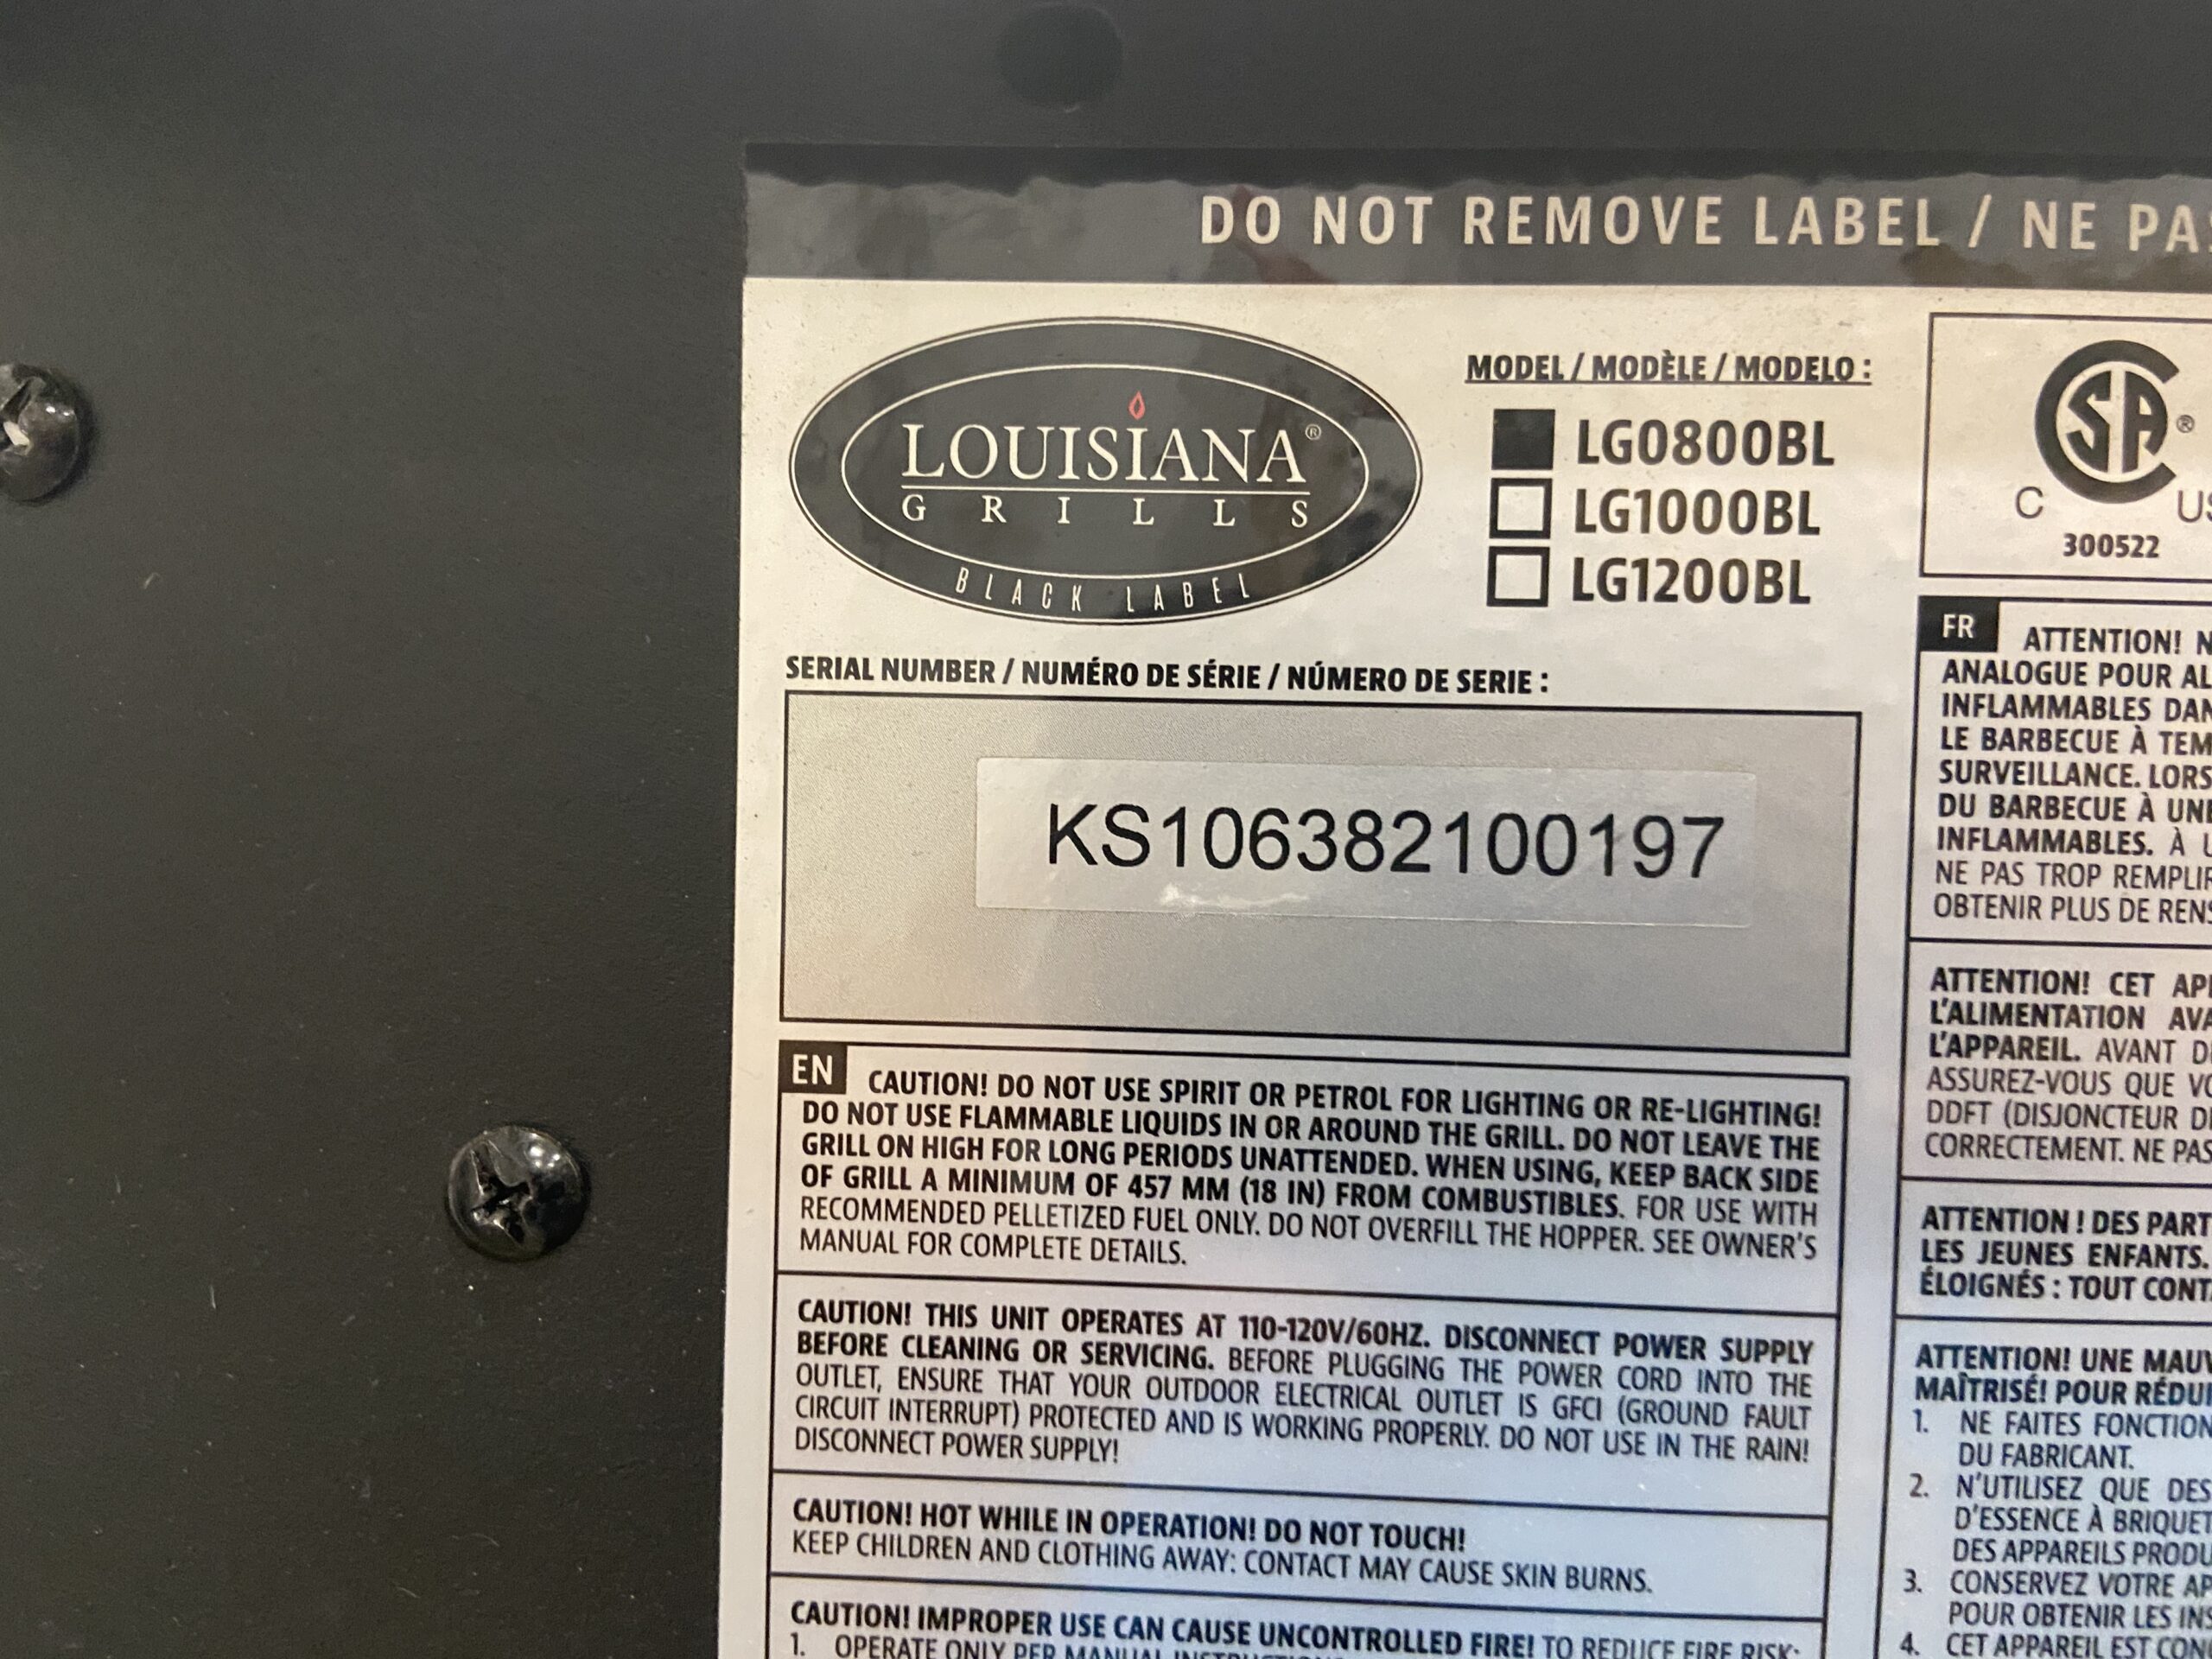 DO NOT REMOVE LABEL / NE PAS
LOUISIANA®
GRILLS
BLACK LABEL
MODEL / MODÈLE / MODELO :
LG0800BL
LG1000BL
LG1200BL
CSA®
C US
300522
SERIAL NUMBER / NUMÉRO DE SÉRIE / NÚMERO DE SERIE :
KS106382100197
EN CAUTION! DO NOT USE SPIRIT OR PETROL FOR LIGHTING OR RE-LIGHTING!
DO NOT USE FLAMMABLE LIQUIDS IN OR AROUND THE GRILL. DO NOT LEAVE THE
GRILL ON HIGH FOR LONG PERIODS UNATTENDED. WHEN USING, KEEP BACK SIDE
OF GRILL A MINIMUM OF 457 MM (18 IN) FROM COMBUSTIBLES. FOR USE WITH
RECOMMENDED PELLETIZED FUEL ONLY. DO NOT OVERFILL THE HOPPER. SEE OWNER'S
MANUAL FOR COMPLETE DETAILS.
CAUTION! THIS UNIT OPERATES AT 110-120V/60HZ. DISCONNECT POWER SUPPLY
BEFORE CLEANING OR SERVICING. BEFORE PLUGGING THE POWER CORD INTO THE
OUTLET, ENSURE THAT YOUR OUTDOOR ELECTRICAL OUTLET IS GFCI (GROUND FAULT
CIRCUIT INTERRUPT) PROTECTED AND IS WORKING PROPERLY. DO NOT USE IN THE RAIN!
DISCONNECT POWER SUPPLY!
CAUTION! HOT WHILE IN OPERATION! DO NOT TOUCH!
KEEP CHILDREN AND CLOTHING AWAY: CONTACT MAY CAUSE SKIN BURNS.
CAUTION! IMPROPER USE CAN CAUSE UNCONTROLLED FIRE! TO REDUCE FIRE RISK:
1. OPERATE ONLY PER MANUAL
FR ATTENTION!
ANALOGUE POUR
INFLAMMABLES
LE BARBECUE À
SURVEILLANCE.
DU BARBECUE À
INFLAMMABLES. À
NE PAS TROP REMPLIR
OBTENIR PLUS DE
ATTENTION! CET
L'ALIMENTATION
L'APPAREIL. AVANT
ASSUREZ-VOUS QUE
DDFT (DISJONCTEUR
CORRECTEMENT. NE PAS
ATTENTION ! DES
LES JEUNES ENFANTS.
ÉLOIGNÉS : TOUT
ATTENTION! UNE
MAÎTRISÉ! POUR
1. NE FAITES
DU FABRICANT.
2. N'UTILISEZ QUE DES
D'ESSENCE À
DES APPAREILS
3. CONSERVEZ VOTRE
POUR OBTENIR LES
4. CET APPAREIL EST